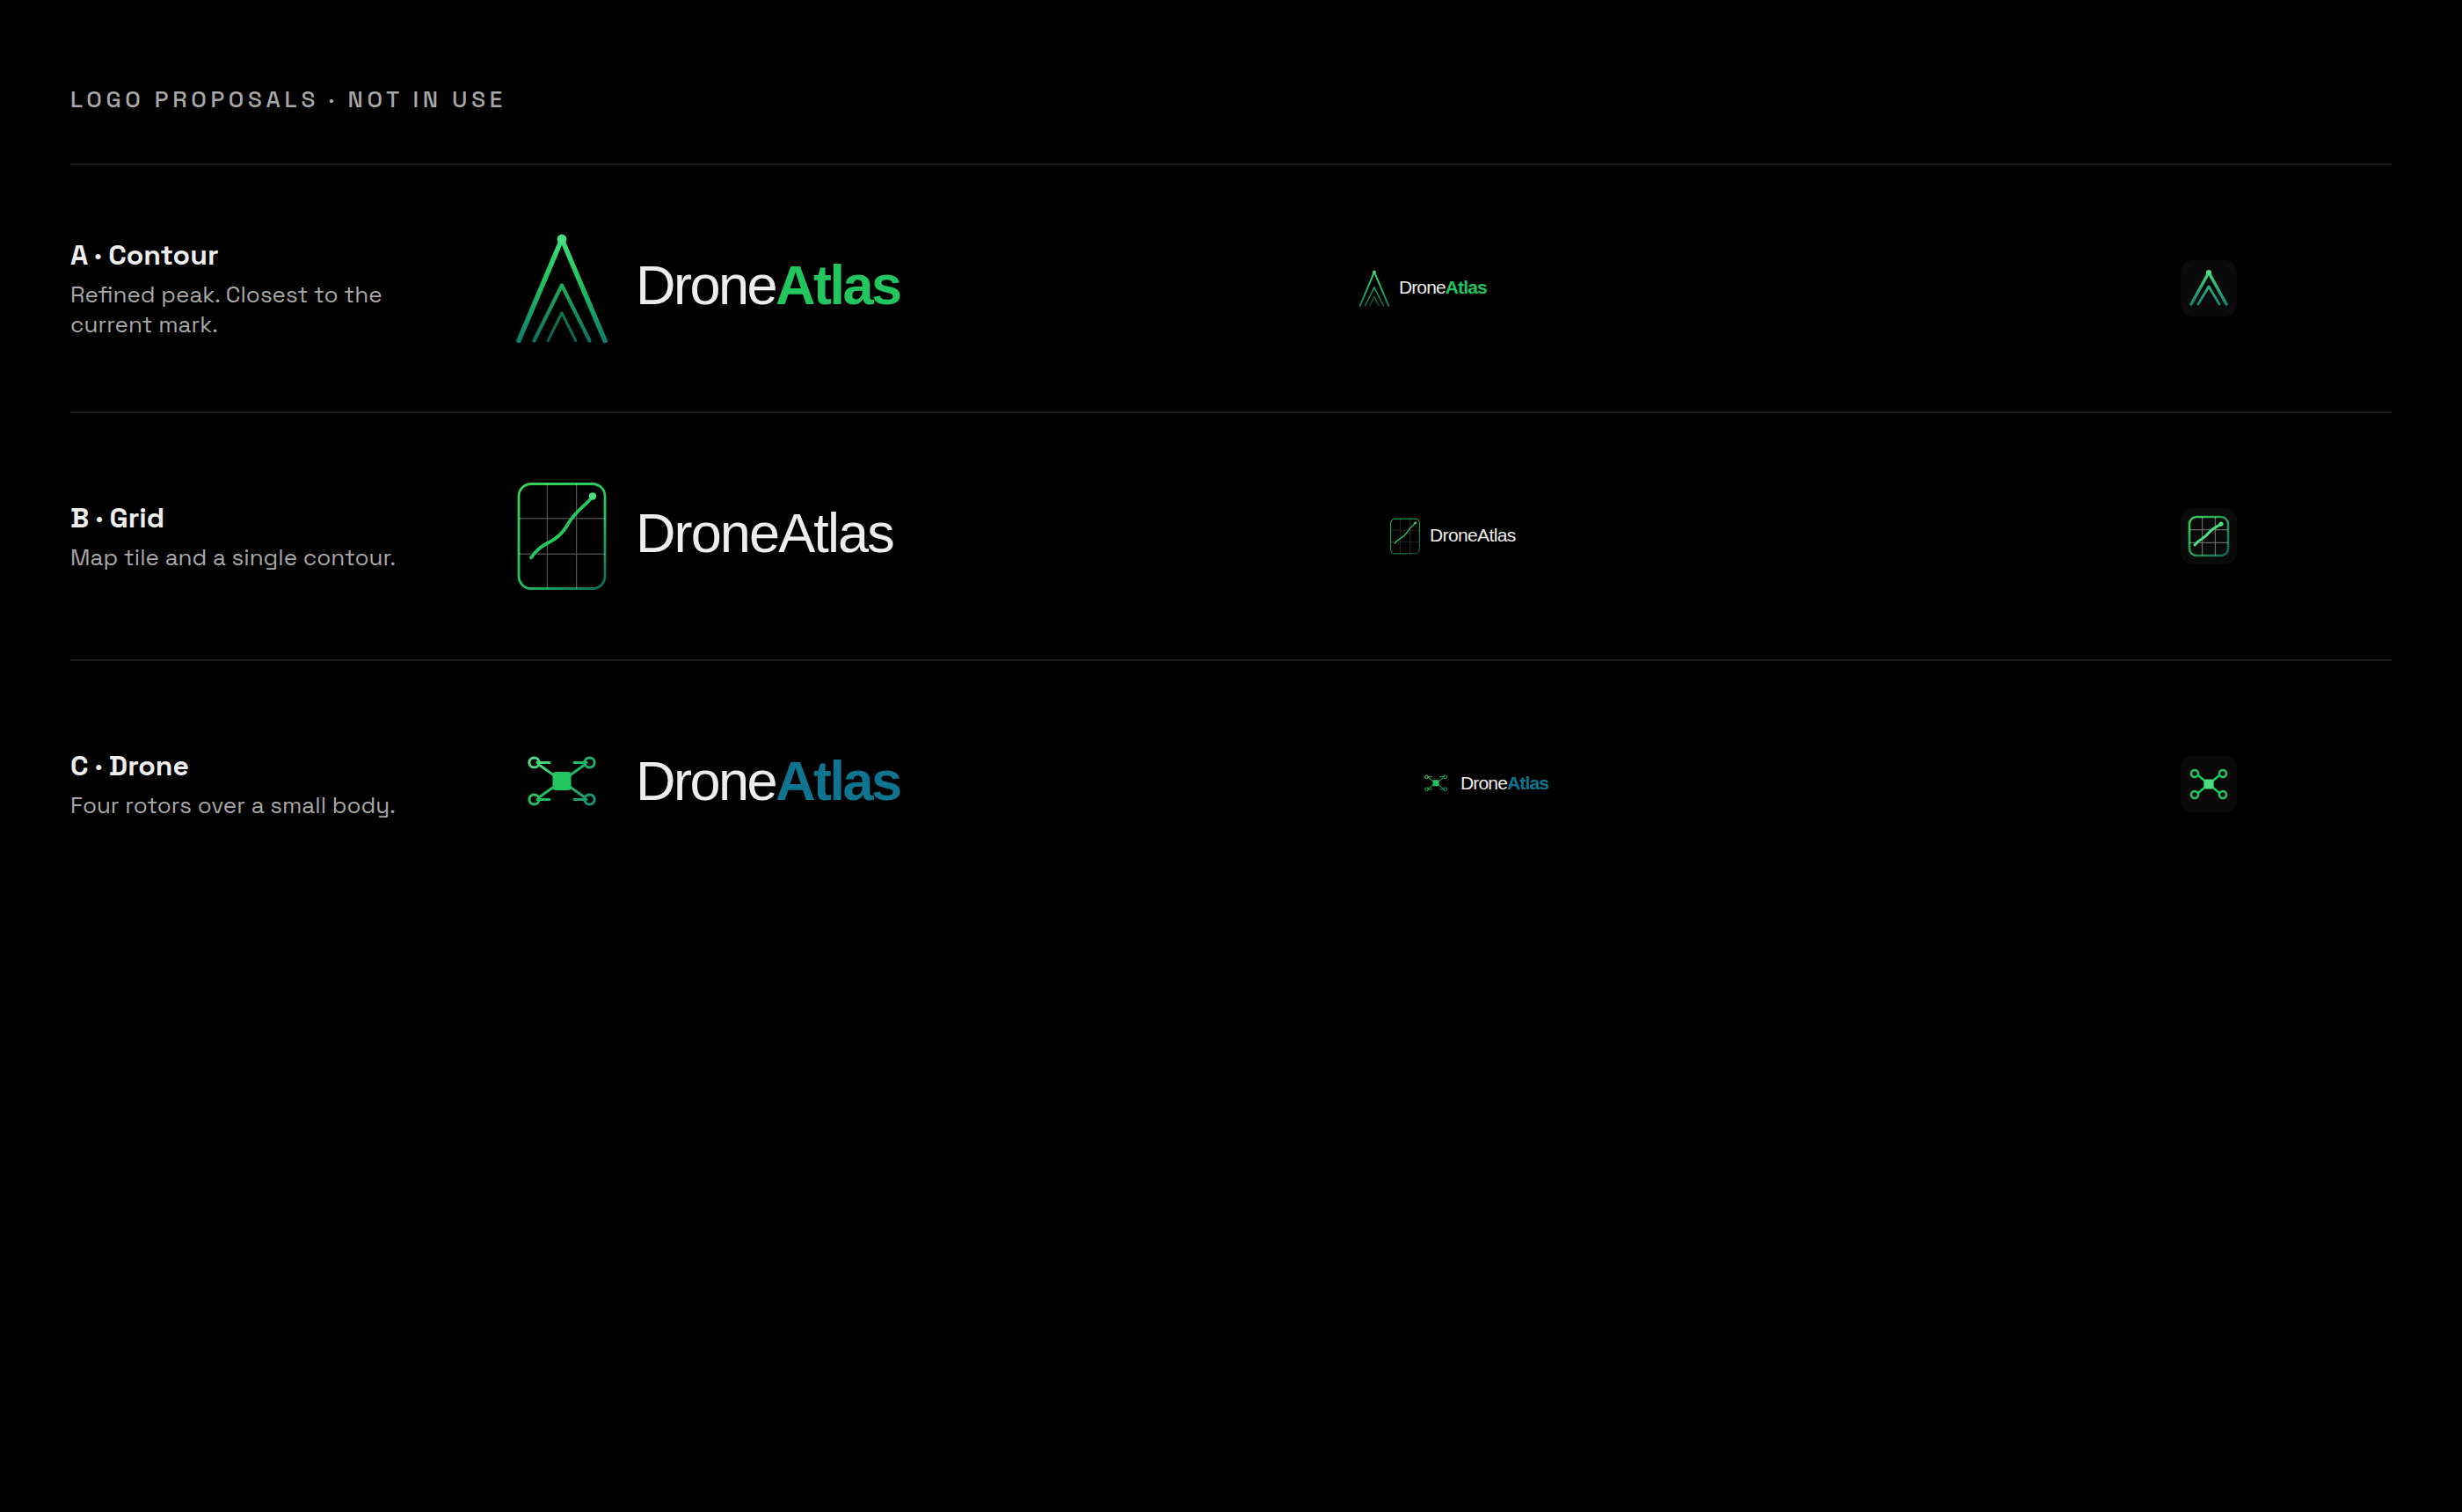 LOGO PROPOSALS · NOT IN USE
A · Contour
Refined peak. Closest to the
current mark.
DroneAtlas
DroneAtlas
B · Grid
Map tile and a single contour.
DroneAtlas
DroneAtlas
C · Drone
Four rotors over a small body.
DroneAtlas
DroneAtlas